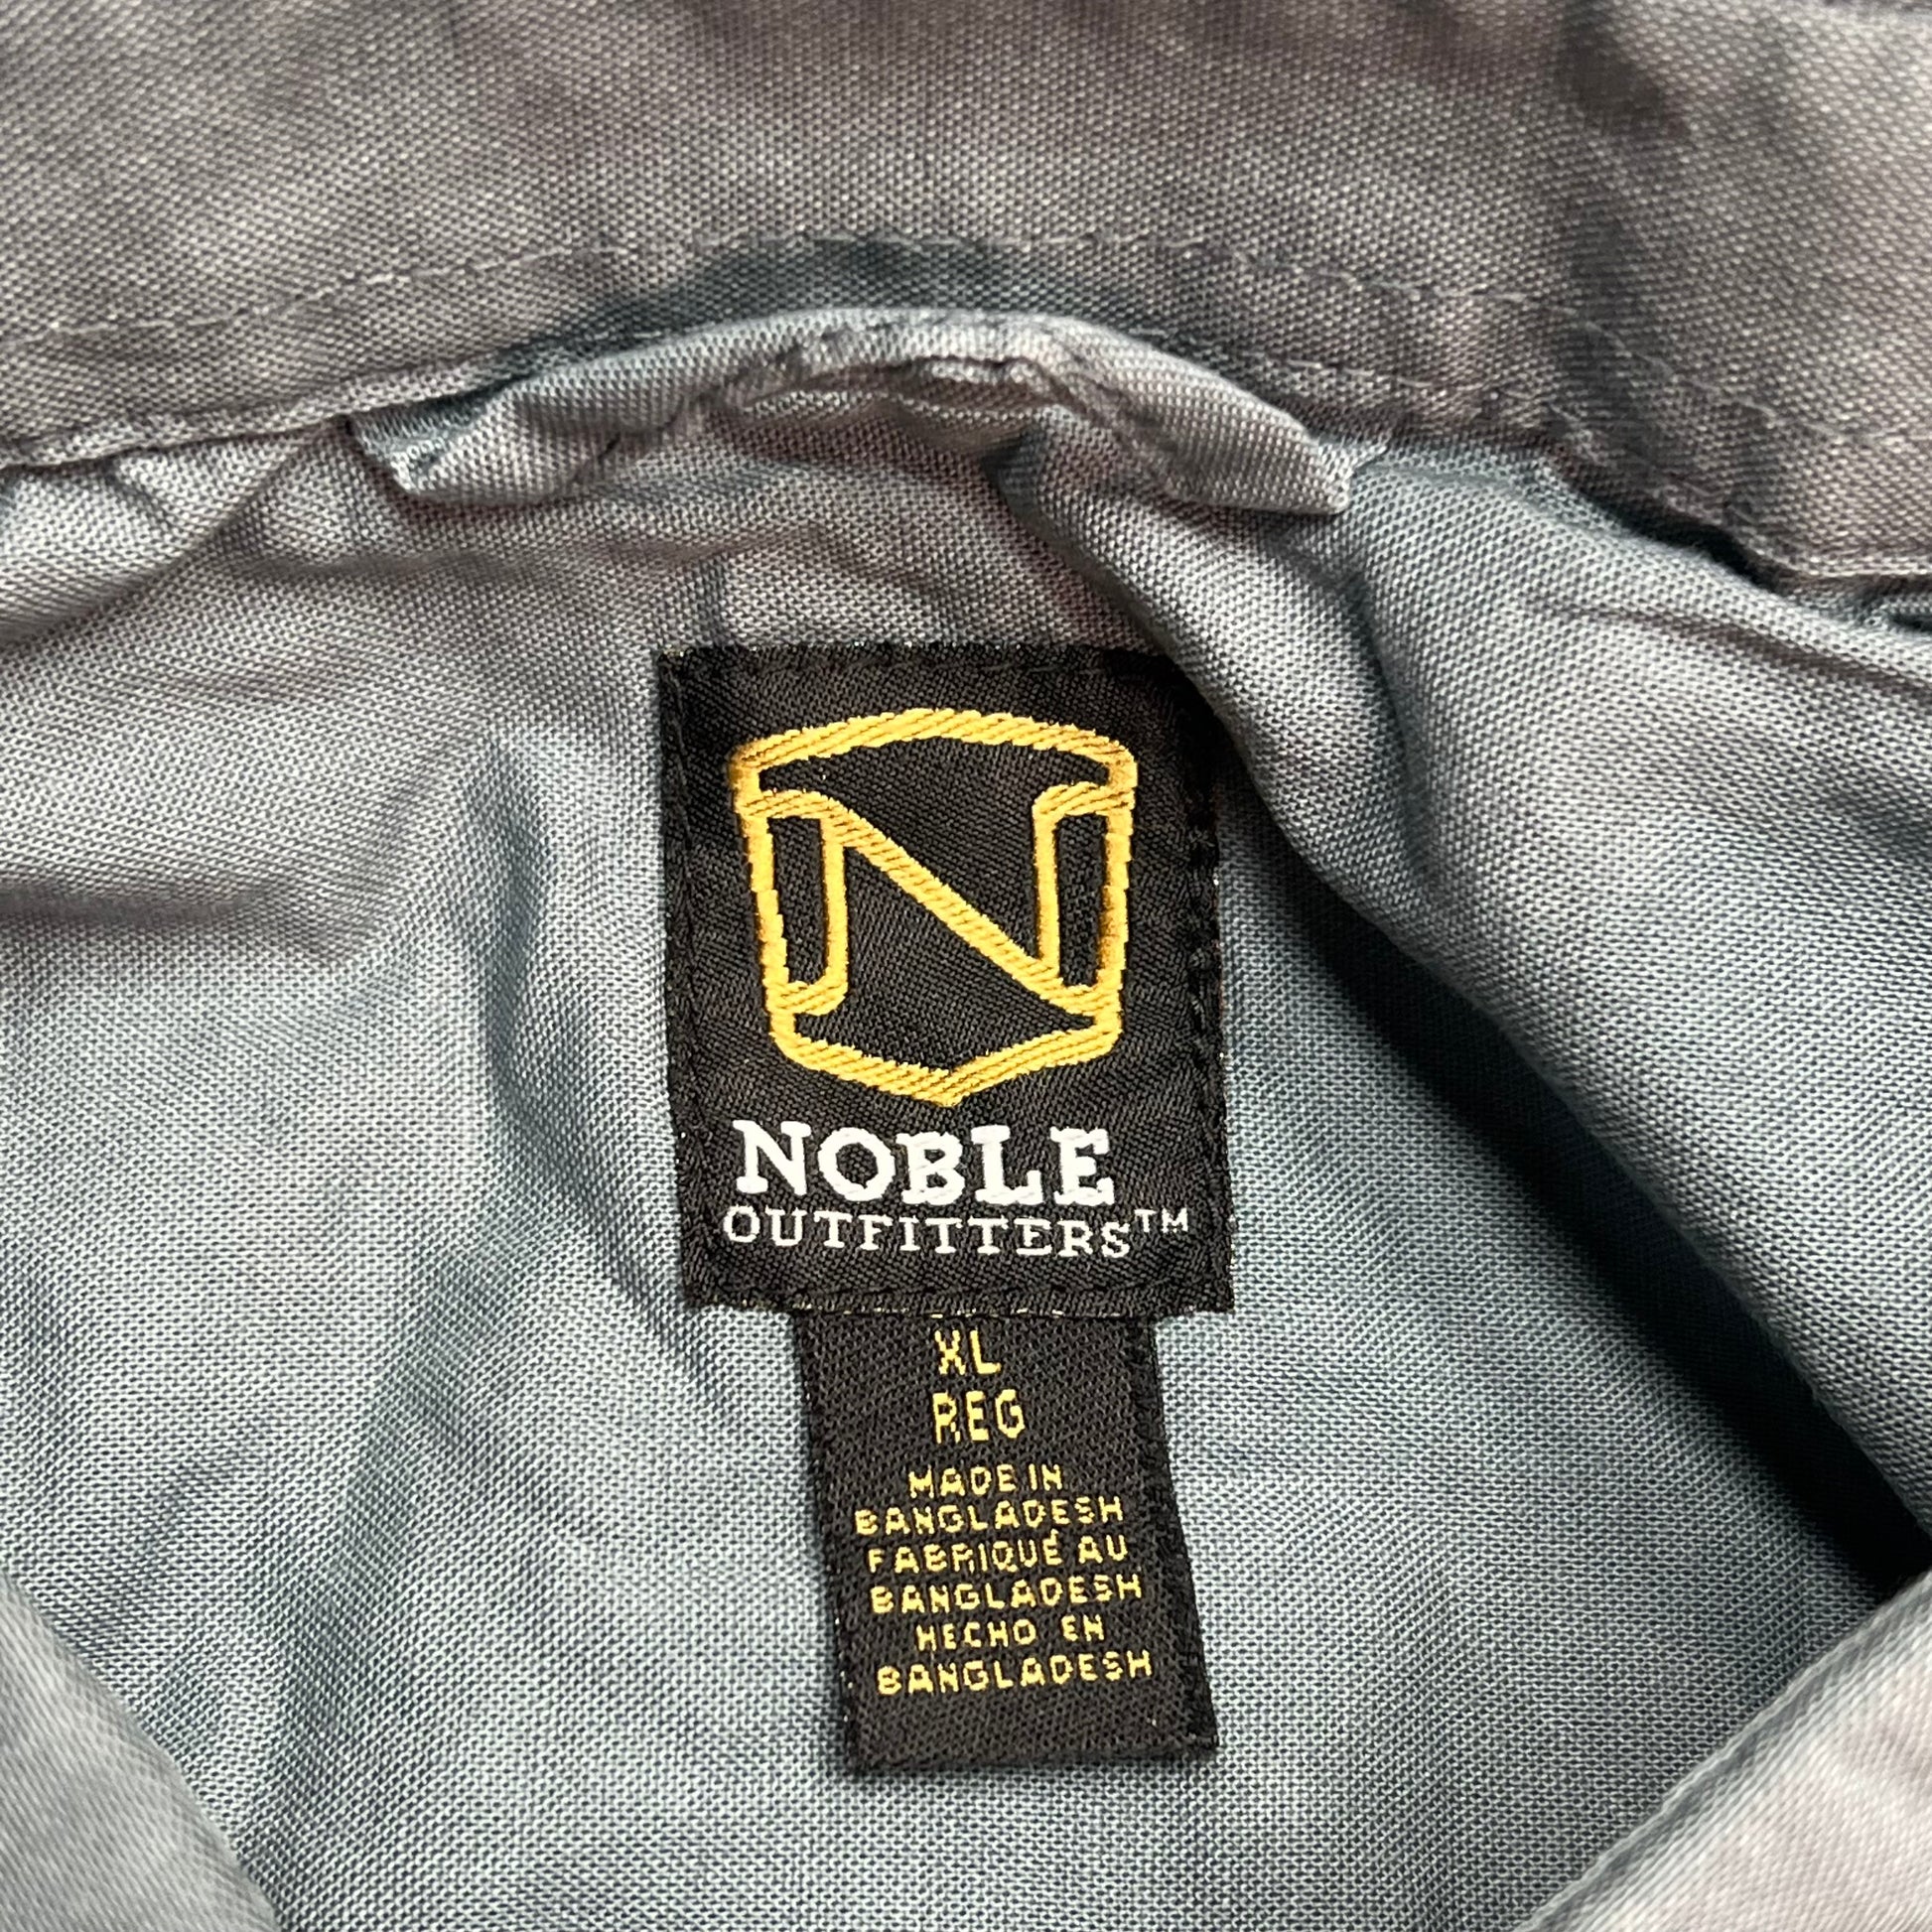 N
NOBLE
OUTFITTERS™
XL
REG
MADE IN
BANGLADESH
FABRIQUÉ AU
BANGLADESH
HECHO EN
BANGLADESH